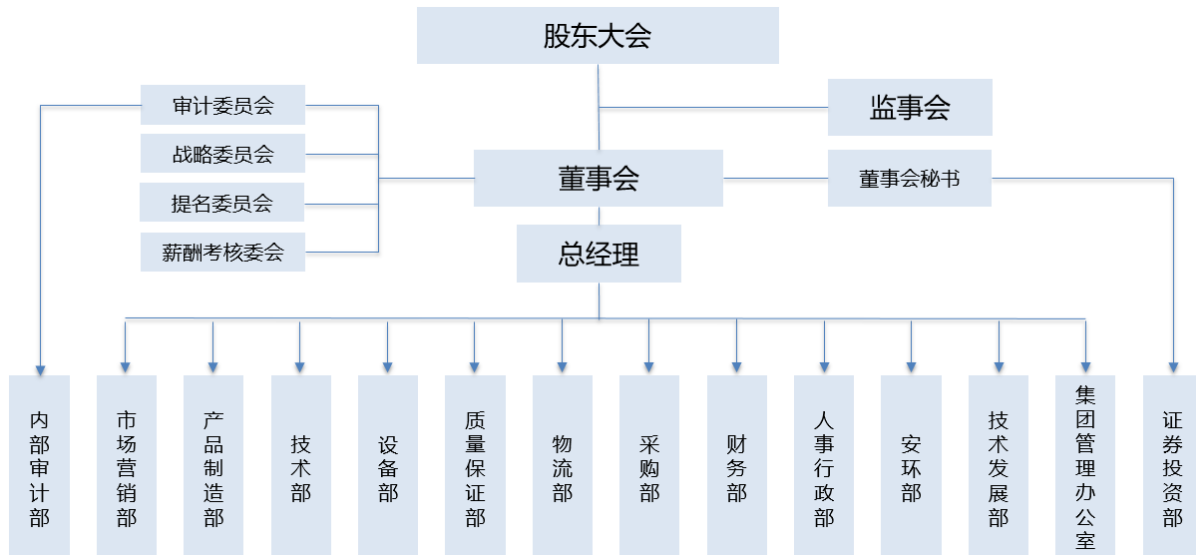 股东大会
审计委员会
监事会
战略委员会
董事会
董事会秘书
提名委员会
薪酬考核委会
总经理
内部审计部
市场营销部
产品制造部
技术部
设备部
质量保证部
物流部
采购部
财务部
人事行政部
安环部
技术发展部
集团管理办公室
证券投资部